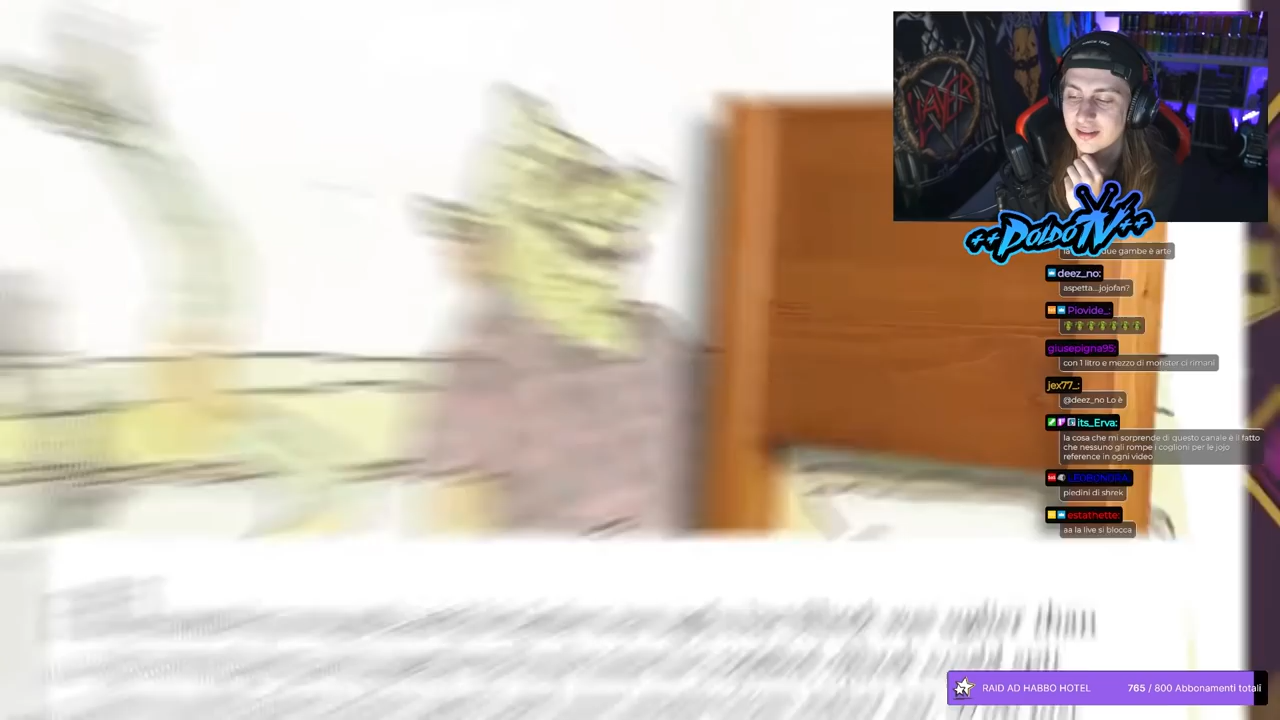 SLAYER
++POLDOTV++
due gambe è arte
deez_no:
aspetta...jojofan?
Piovide_:
giusepigna95:
con 1 litro e mezzo di monster ci rimani
jex77_:
@deez_no Lo è
its_Erva:
la cosa che mi sorprende di questo canale è il fatto
che nessuno gli rompe i coglioni per le jojo
reference in ogni video
piedini di shrek
estathette:
aa la live si blocca
RAID AD HABBO HOTEL
765 / 800 Abbonamenti totali